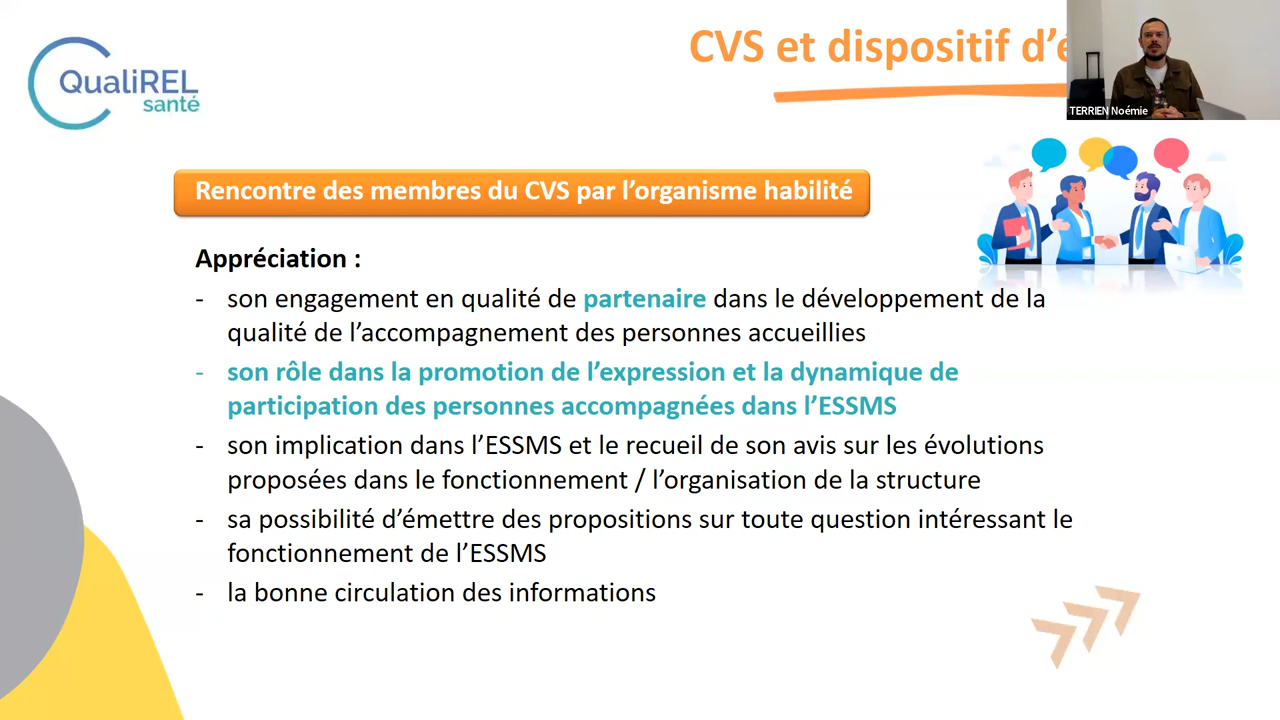 CVS et dispositif d'é
QualiREL
santé
TERRIEN Noémie
Rencontre des membres du CVS par l'organisme habilité
Appréciation :
- son engagement en qualité de partenaire dans le développement de la
qualité de l'accompagnement des personnes accueillies
- son rôle dans la promotion de l'expression et la dynamique de
participation des personnes accompagnées dans l'ESSMS
- son implication dans l'ESSMS et le recueil de son avis sur les évolutions
proposées dans le fonctionnement / l'organisation de la structure
- sa possibilité d'émettre des propositions sur toute question intéressant le
fonctionnement de l'ESSMS
- la bonne circulation des informations